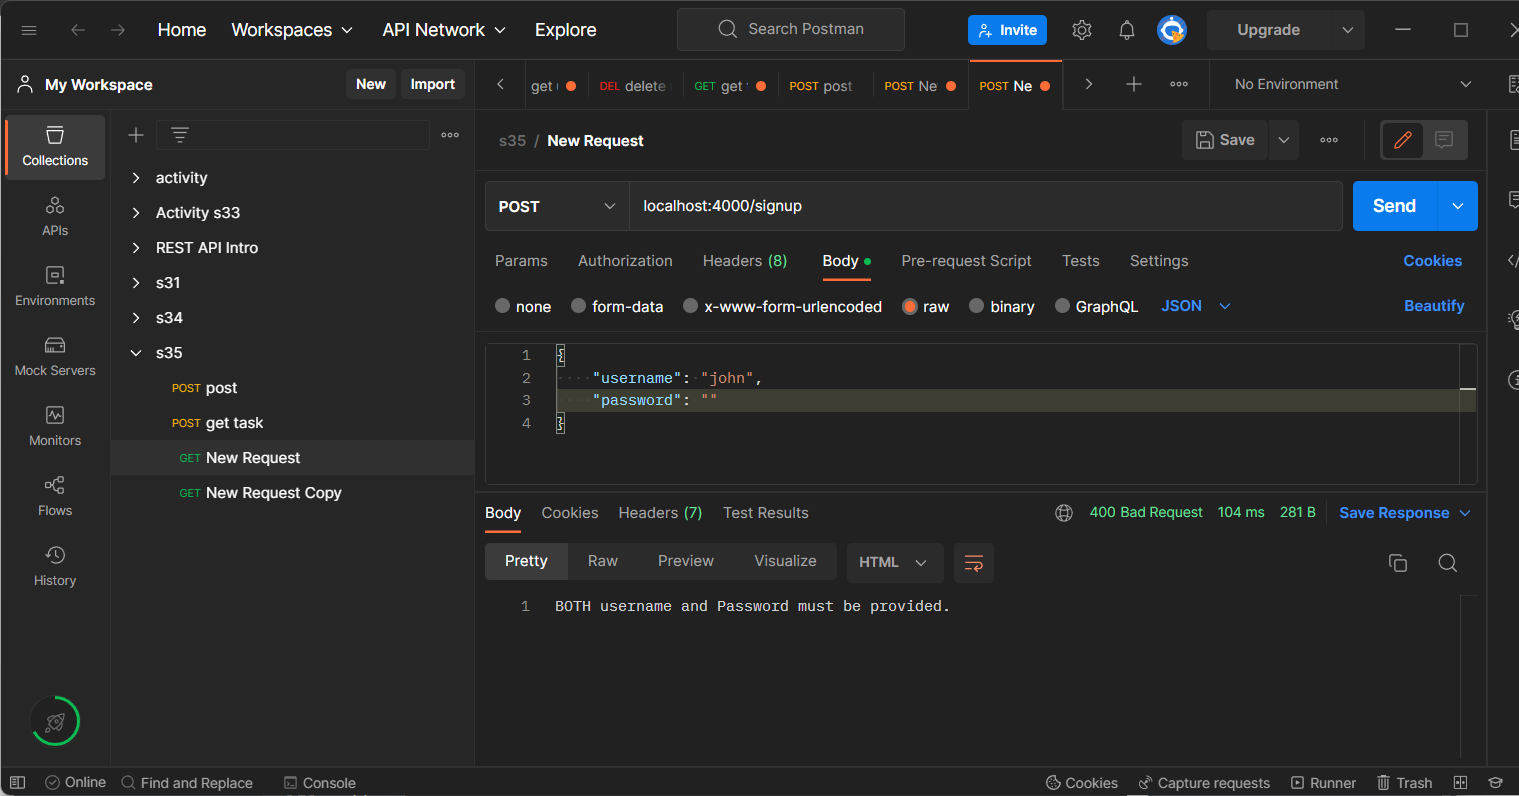 Home Workspaces API Network Explore Search Postman Invite Upgrade
My Workspace New Import get DEL delete GET get POST post POST Ne POST Ne No Environment
Collections
APIs
Environments
Mock Servers
Monitors
Flows
History
activity
Activity s33
REST API Intro
s31
s34
s35
POST post
POST get task
GET New Request
GET New Request Copy
s35 / New Request Save
POST localhost:4000/signup Send
Params Authorization Headers (8) Body Pre-request Script Tests Settings Cookies
none form-data x-www-form-urlencoded raw binary GraphQL JSON Beautify
1 {
2 "username": "john",
3 "password": ""
4 }
Body Cookies Headers (7) Test Results 400 Bad Request 104 ms 281 B Save Response
Pretty Raw Preview Visualize HTML
1 BOTH username and Password must be provided.
Online Find and Replace Console Cookies Capture requests Runner Trash